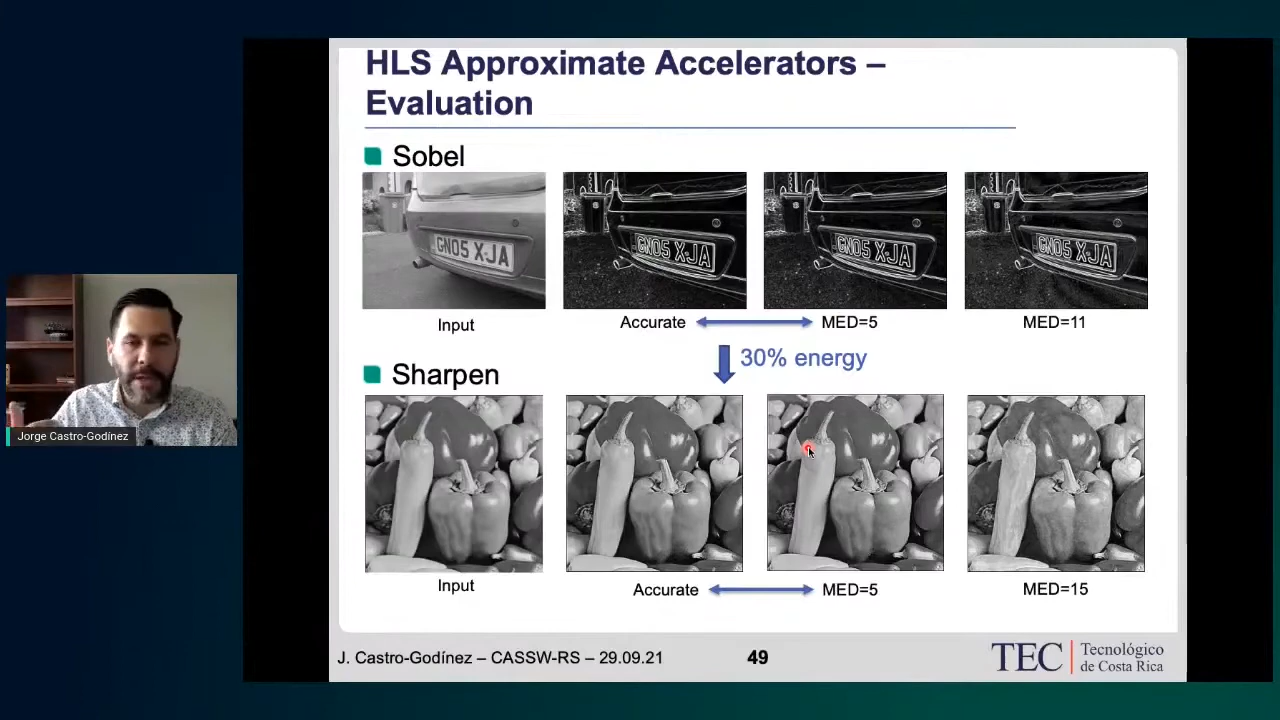 HLS Approximate Accelerators –
Evaluation
Sobel
GN05 XJA
GN05 XJA
GN05 XJA
GN05 XJA
Input
Accurate
MED=5
MED=11
30% energy
Sharpen
Jorge Castro-Godínez
Input
Accurate
MED=5
MED=15
J. Castro-Godínez – CASSW-RS – 29.09.21
49
TEC
Tecnológico
de Costa Rica